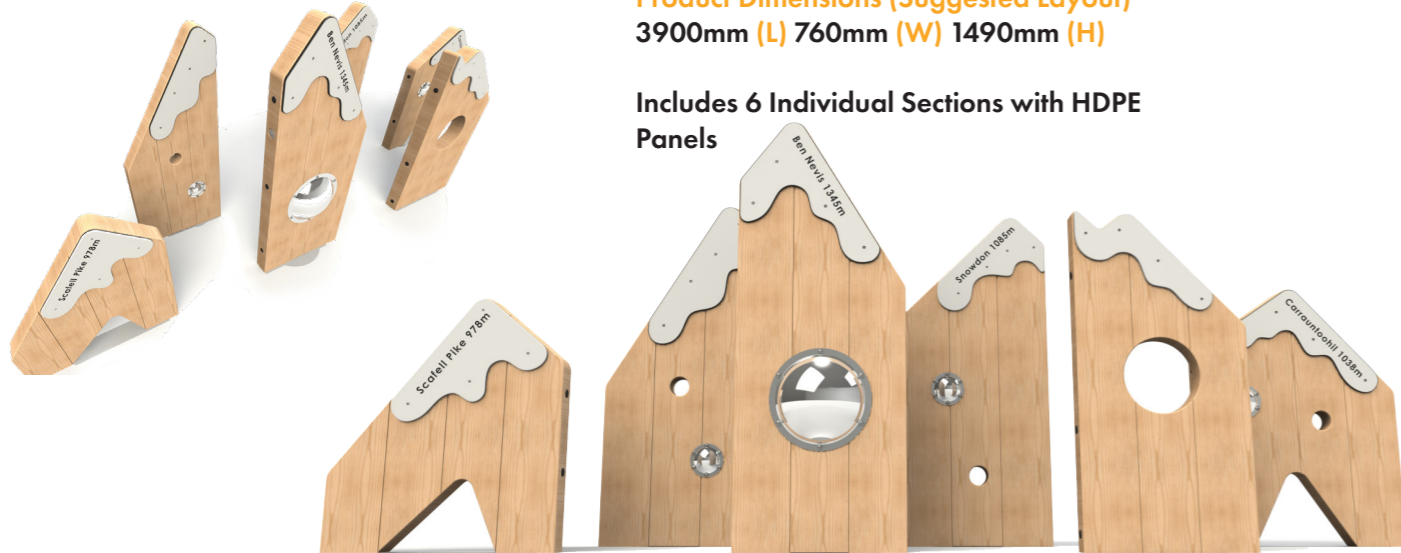 Product Dimensions (Suggested Layout)
3900mm (L) 760mm (W) 1490mm (H)
Includes 6 Individual Sections with HDPE
Panels
Ben Nevis 1345m
Scafell Pike 978m
Ben Nevis 1345m
Snowdon 1085m
Scafell Pike 978m
Carrauntoohil 1038m